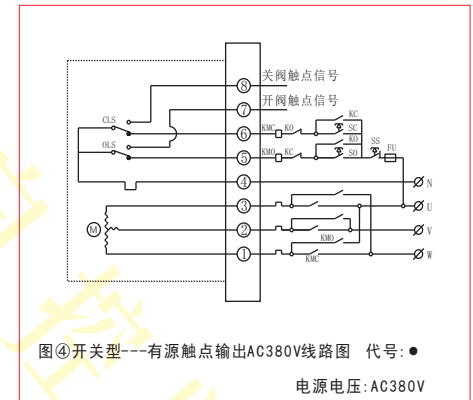 ⑧ 关阀触点信号
⑦ 开阀触点信号
CLS
KC
⑥ KMC KO SC
OLS
KO
SS
FU
⑤ KMO KC SO
④ N
③ U
M
② V
KMO
① KMC W
图④开关型---有源触点输出AC380V线路图 代号:●
电源电压:AC380V